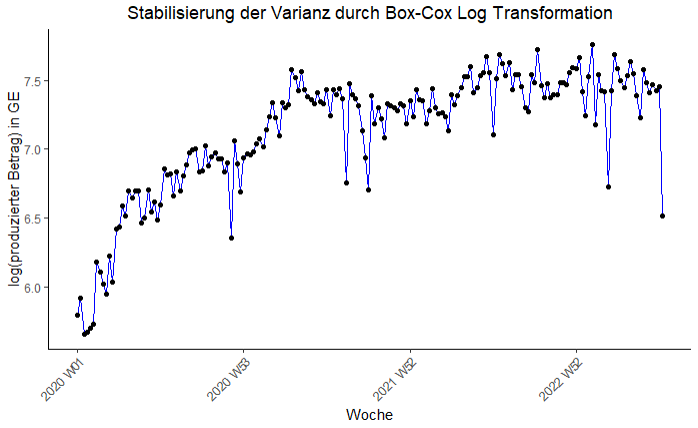 Stabilisierung der Varianz durch Box-Cox Log Transformation
log(produzierter Betrag) in GE
7.5
7.0
6.5
6.0
2020 W01
2020 W53
2021 W52
2022 W52
Woche